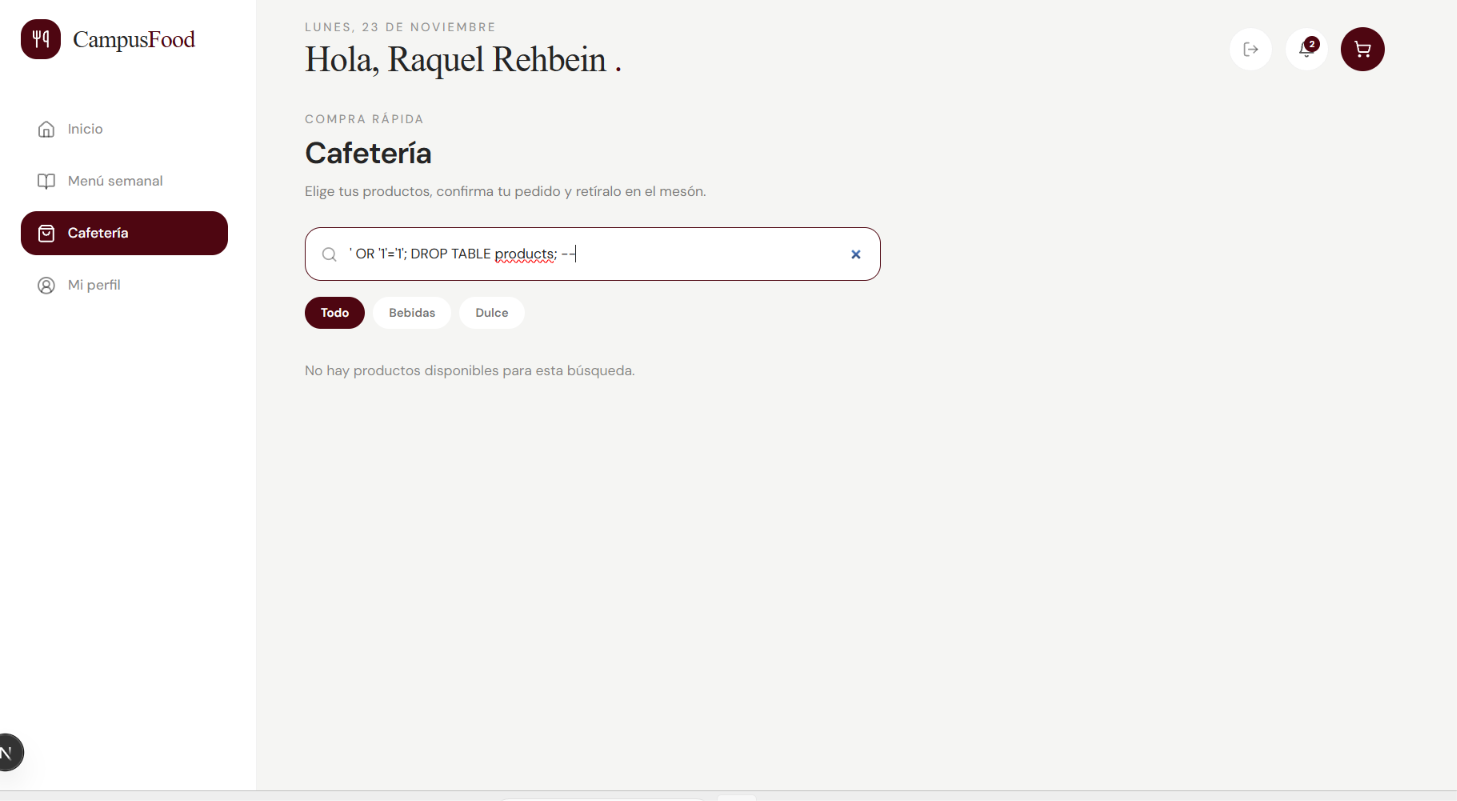 CampusFood
Inicio
Menú semanal
Cafetería
Mi perfil
LUNES, 23 DE NOVIEMBRE
Hola, Raquel Rehbein .
2
COMPRA RÁPIDA
Cafetería
Elige tus productos, confirma tu pedido y retíralo en el mesón.
' OR '1'='1'; DROP TABLE products; --
Todo
Bebidas
Dulce
No hay productos disponibles para esta búsqueda.
N